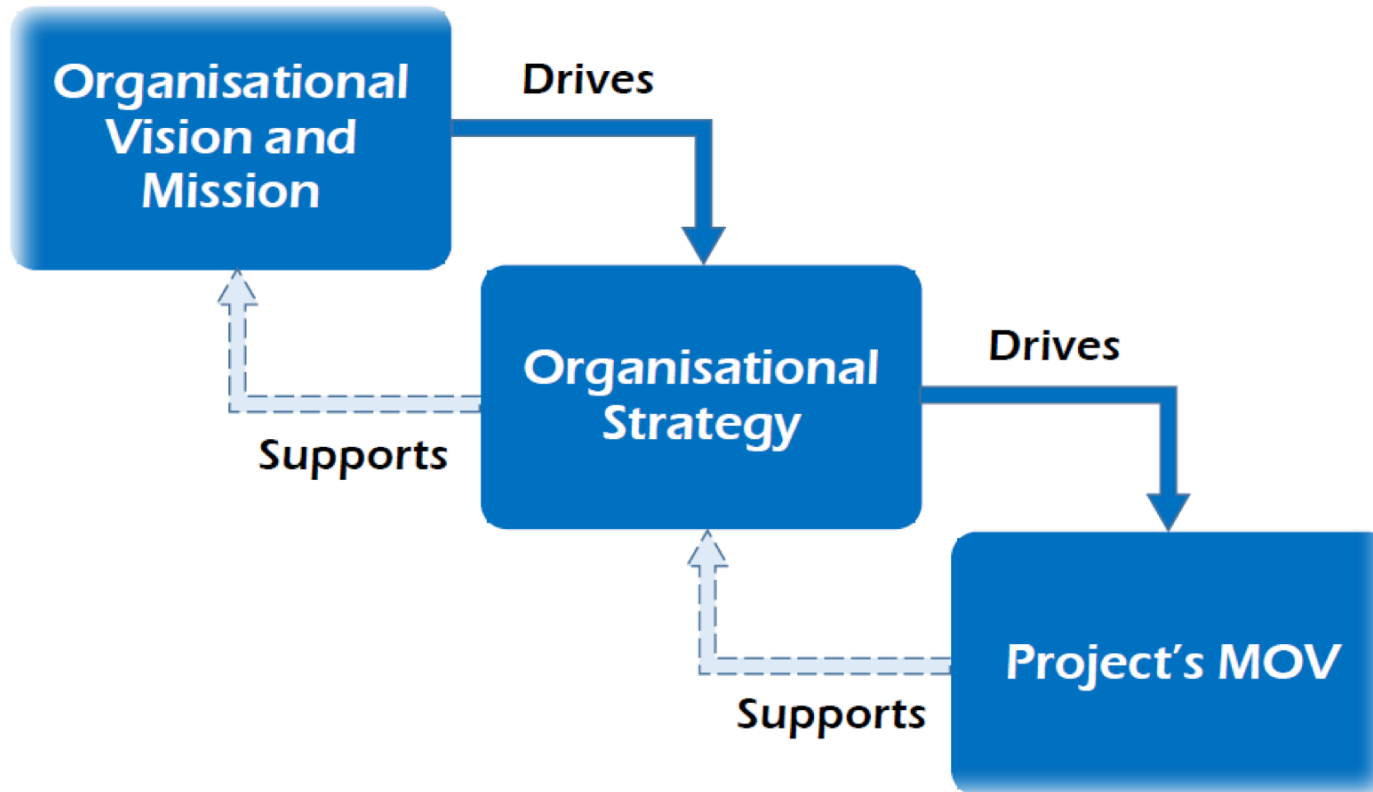 Organisational
Vision and
Mission
Drives
Organisational
Strategy
Drives
Supports
Project's MOV
Supports